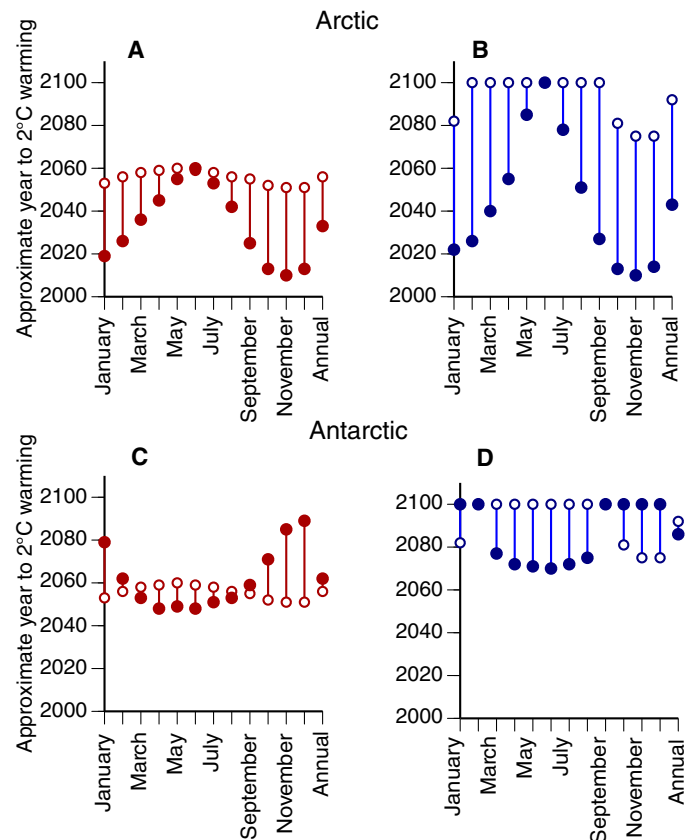 Arctic
A
B
Approximate year to 2°C warming
2100
2080
2060
2040
2020
2000
January
March
May
July
September
November
Annual
2100
2080
2060
2040
2020
2000
January
March
May
July
September
November
Annual
Antarctic
C
D
Approximate year to 2°C warming
2100
2080
2060
2040
2020
2000
January
March
May
July
September
November
Annual
2100
2080
2060
2040
2020
2000
January
March
May
July
September
November
Annual